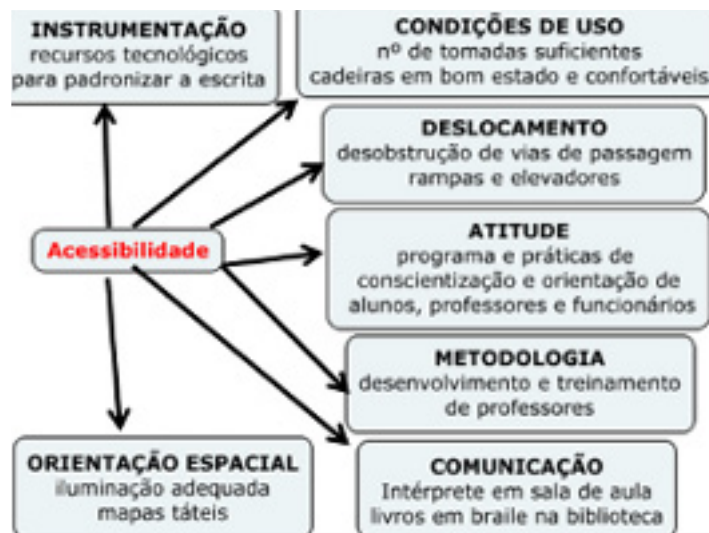 INSTRUMENTAÇÃO
recursos tecnológicos
para padronizar a escrita
CONDIÇÕES DE USO
nº de tomadas suficientes
cadeiras em bom estado e confortáveis
DESLOCAMENTO
desobstrução de vias de passagem
rampas e elevadores
Acessibilidade
ATITUDE
programa e práticas de
conscientização e orientação de
alunos, professores e funcionários
METODOLOGIA
desenvolvimento e treinamento
de professores
ORIENTAÇÃO ESPACIAL
iluminação adequada
mapas táteis
COMUNICAÇÃO
Intérprete em sala de aula
livros em braile na biblioteca